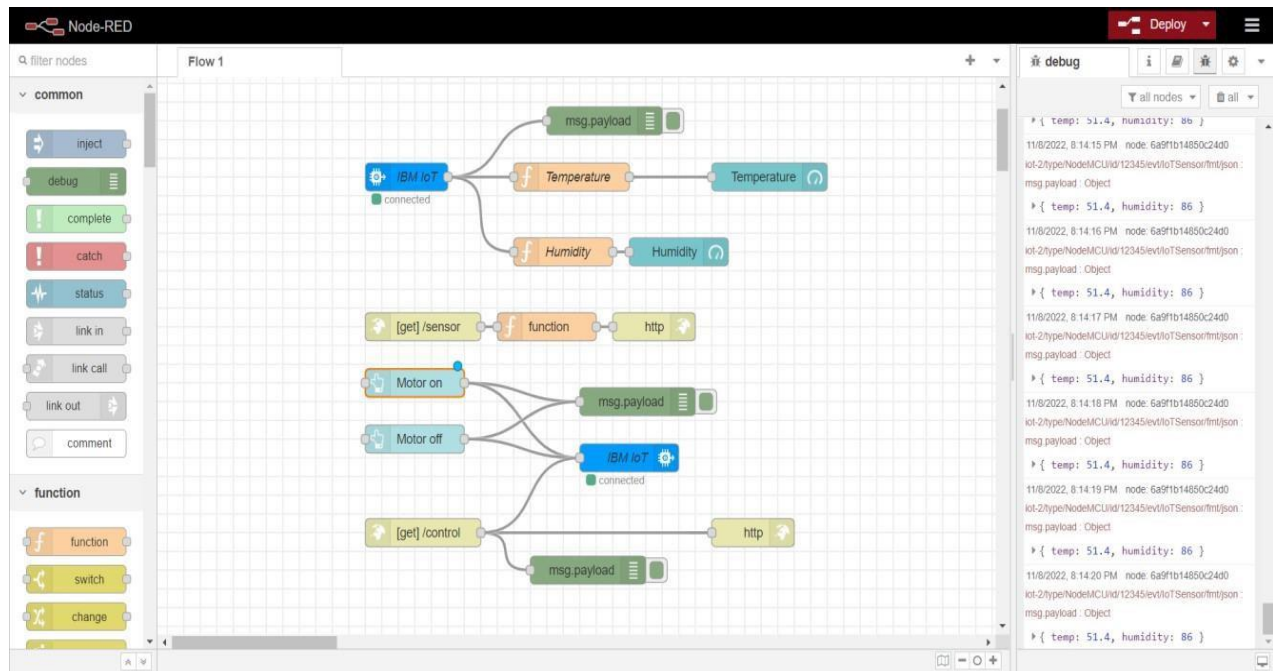 Node-RED
Deploy
filter nodes
Flow 1
debug
i
common
all nodes
all
inject
debug
complete
catch
status
link in
link call
link out
comment
function
function
switch
change
msg.payload
IBM IoT
connected
Temperature
Temperature
Humidity
Humidity
[get] /sensor
function
http
Motor on
msg.payload
Motor off
IBM IoT
connected
[get] /control
http
msg.payload
{ temp: 51.4, humidity: 86 }
11/8/2022, 8:14:15 PM node: 6a9f1b14850c24d0
iot-2/type/NodeMCU/id/12345/evt/IoTSensor/fmt/json :
msg.payload : Object
{ temp: 51.4, humidity: 86 }
11/8/2022, 8:14:16 PM node: 6a9f1b14850c24d0
iot-2/type/NodeMCU/id/12345/evt/IoTSensor/fmt/json :
msg.payload : Object
{ temp: 51.4, humidity: 86 }
11/8/2022, 8:14:17 PM node: 6a9f1b14850c24d0
iot-2/type/NodeMCU/id/12345/evt/IoTSensor/fmt/json :
msg.payload : Object
{ temp: 51.4, humidity: 86 }
11/8/2022, 8:14:18 PM node: 6a9f1b14850c24d0
iot-2/type/NodeMCU/id/12345/evt/IoTSensor/fmt/json :
msg.payload : Object
{ temp: 51.4, humidity: 86 }
11/8/2022, 8:14:19 PM node: 6a9f1b14850c24d0
iot-2/type/NodeMCU/id/12345/evt/IoTSensor/fmt/json :
msg.payload : Object
{ temp: 51.4, humidity: 86 }
11/8/2022, 8:14:20 PM node: 6a9f1b14850c24d0
iot-2/type/NodeMCU/id/12345/evt/IoTSensor/fmt/json :
msg.payload : Object
{ temp: 51.4, humidity: 86 }